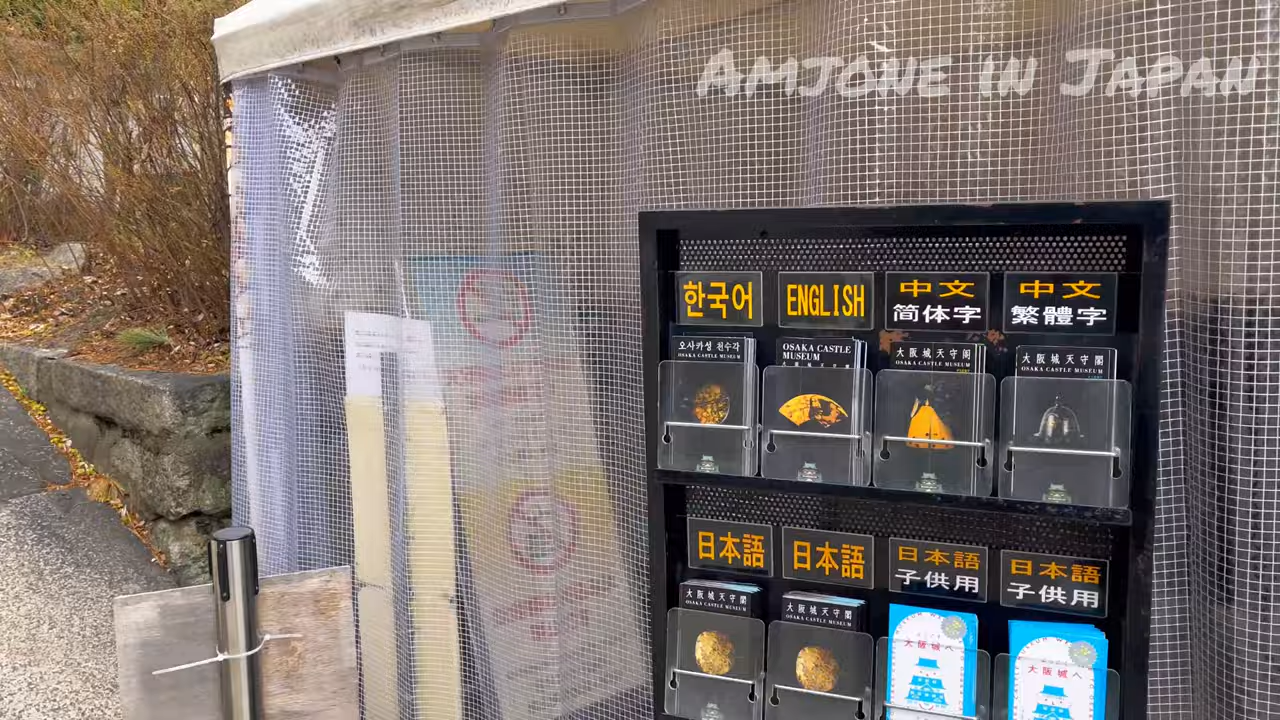 AMJONE IN JAPAN
한국어
ENGLISH
中文
简体字
中文
繁體字
오사카성 천수각
OSAKA CASTLE MUSEUM
OSAKA CASTLE
MUSEUM
大阪城天守阁
OSAKA CASTLE MUSEUM
大阪城天守閣
OSAKA CASTLE MUSEUM
日本語
日本語
日本語
子供用
日本語
子供用
大阪城天守閣
OSAKA CASTLE MUSEUM
大阪城天守閣
OSAKA CASTLE MUSEUM
大阪城へ
大阪城へ